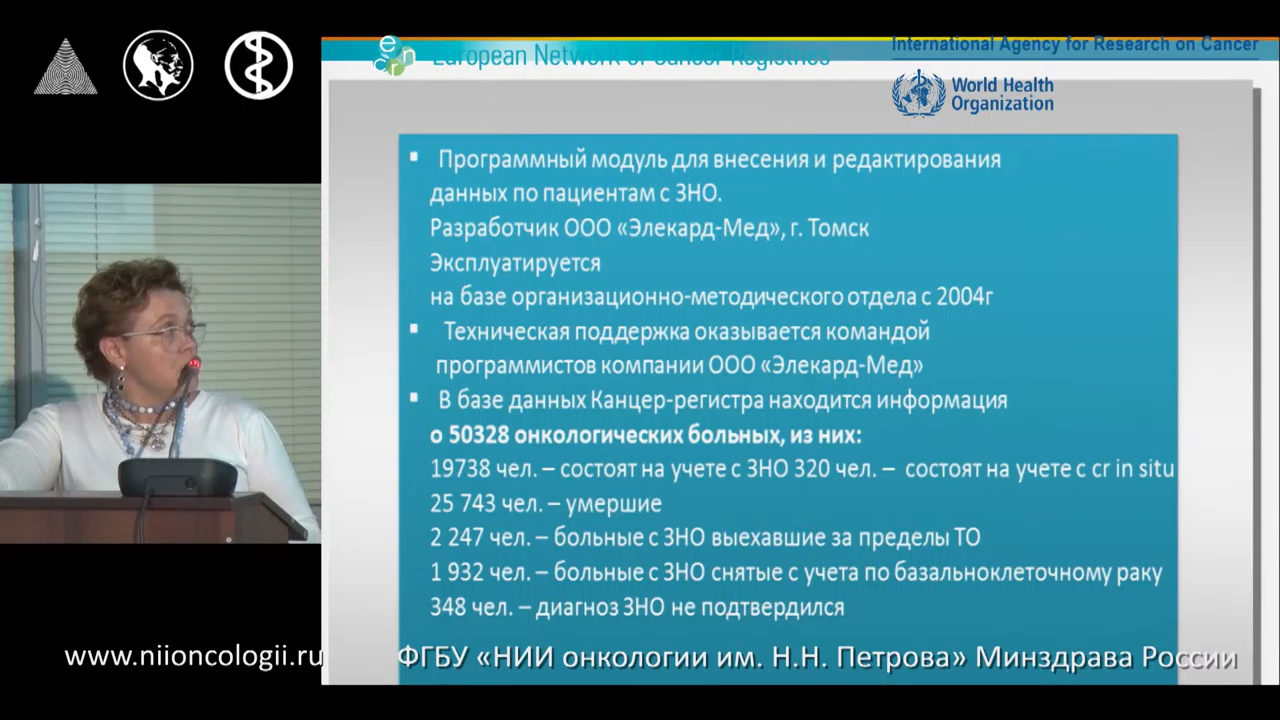 European Network of Cancer Registries
International Agency for Research on Cancer
World Health
Organization
▪ Программный модуль для внесения и редактирования
данных по пациентам с ЗНО.
Разработчик ООО «Элекард-Мед», г. Томск
Эксплуатируется
на базе организационно-методического отдела с 2004г
▪ Техническая поддержка оказывается командой
программистов компании ООО «Элекард-Мед»
▪ В базе данных Канцер-регистра находится информация
о 50328 онкологических больных, из них:
19738 чел. – состоят на учете с ЗНО 320 чел. – состоят на учете с cr in situ
25 743 чел. – умершие
2 247 чел. – больные с ЗНО выехавшие за пределы ТО
1 932 чел. – больные с ЗНО снятые с учета по базальноклеточному раку
348 чел. – диагноз ЗНО не подтвердился
www.niioncologii.ru
ФГБУ «НИИ онкологии им. Н.Н. Петрова» Минздрава России